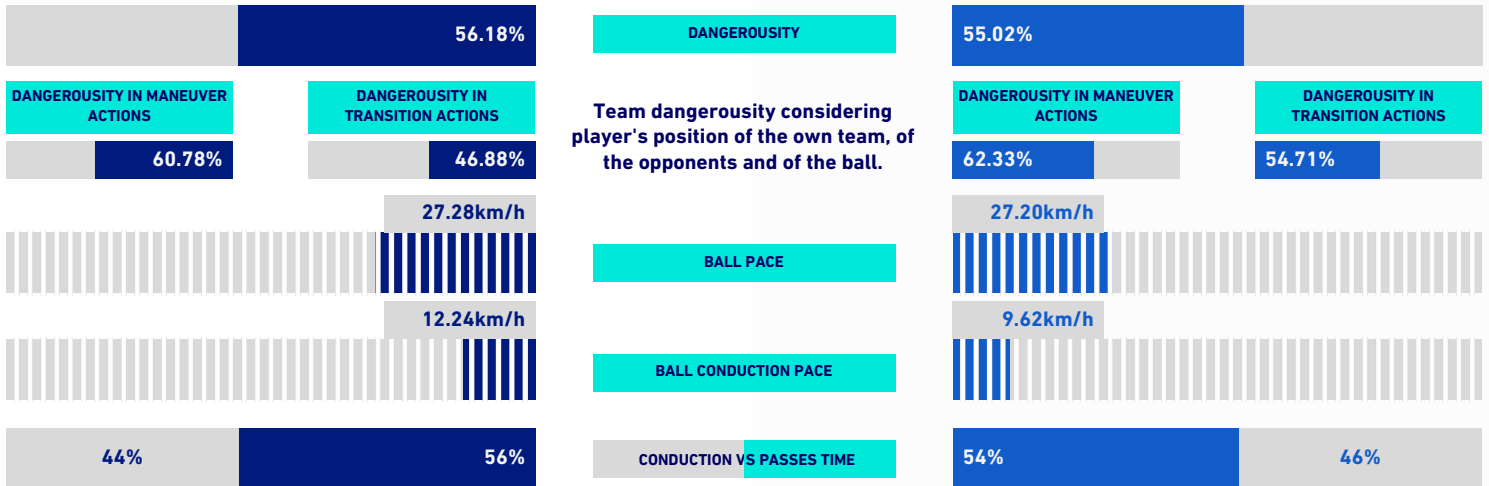 56.18%
DANGEROUSITY
55.02%
DANGEROUSITY IN MANEUVER
ACTIONS
DANGEROUSITY IN
TRANSITION ACTIONS
60.78%
46.88%
Team dangerousity considering
player's position of the own team, of
the opponents and of the ball.
DANGEROUSITY IN MANEUVER
ACTIONS
DANGEROUSITY IN
TRANSITION ACTIONS
62.33%
54.71%
27.28km/h
BALL PACE
27.20km/h
12.24km/h
BALL CONDUCTION PACE
9.62km/h
44%
56%
CONDUCTION VS PASSES TIME
54%
46%